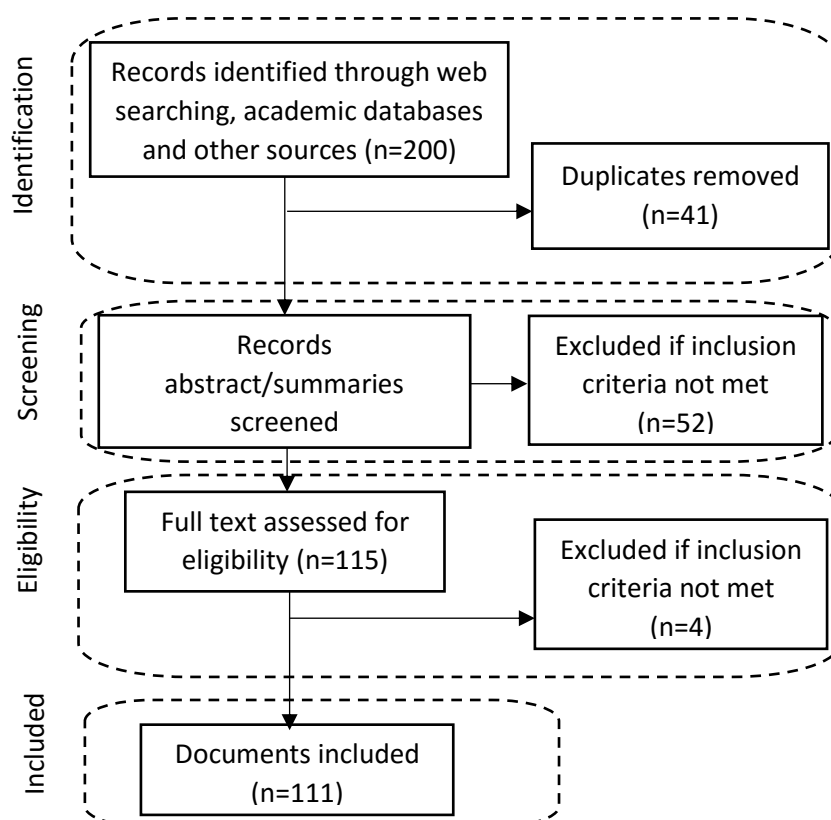 Identification
Records identified through web
searching, academic databases
and other sources (n=200)
Duplicates removed
(n=41)
Screening
Records
abstract/summaries
screened
Excluded if inclusion
criteria not met
(n=52)
Eligibility
Full text assessed for
eligibility (n=115)
Excluded if inclusion
criteria not met
(n=4)
Included
Documents included
(n=111)